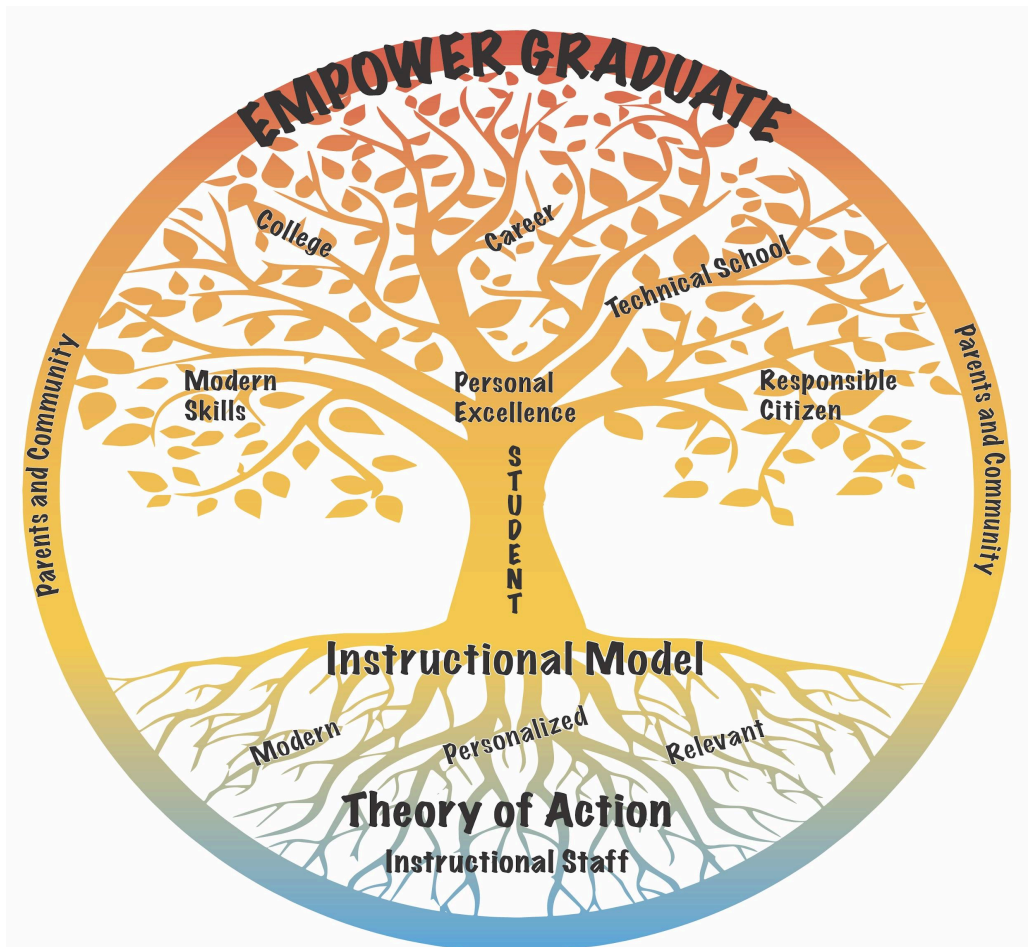 EMPOWER GRADUATE
College
Career
Technical School
Parents and Community
Parents and Community
Modern
Skills
Personal
Excellence
Responsible
Citizen
STUDENT
Instructional Model
Modern
Personalized
Relevant
Theory of Action
Instructional Staff